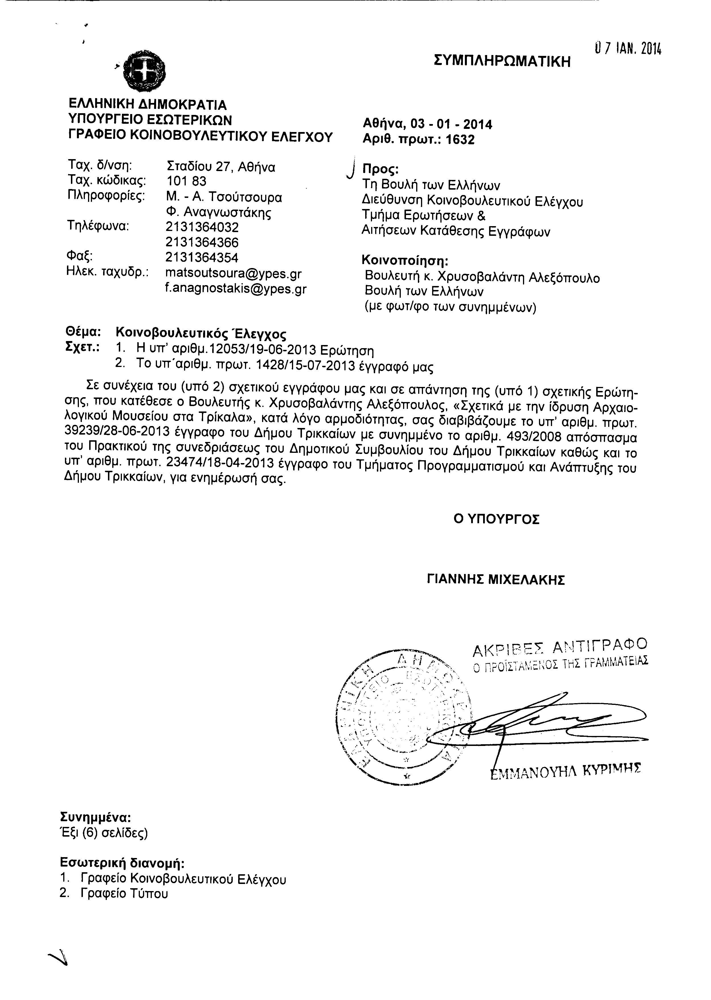 07 ΙΑΝ. 2014
ΣΥΜΠΛΗΡΩΜΑΤΙΚΗ
ΕΛΛΗΝΙΚΗ ΔΗΜΟΚΡΑΤΙΑ
ΥΠΟΥΡΓΕΙΟ ΕΣΩΤΕΡΙΚΩΝ
ΓΡΑΦΕΙΟ ΚΟΙΝΟΒΟΥΛΕΥΤΙΚΟΥ ΕΛΕΓΧΟΥ
Αθήνα, 03 - 01 - 2014
Αριθ. πρωτ.: 1632
Ταχ. δ/νση: Σταδίου 27, Αθήνα
Ταχ. κώδικας: 101 83
Πληροφορίες: Μ. - Α. Τσούτσουρα
Φ. Αναγνωστάκης
Τηλέφωνα: 2131364032
2131364366
Φαξ: 2131364354
Ηλεκ. ταχυδρ.: matsoutsoura@ypes.gr
f.anagnostakis@ypes.gr
Προς:
Τη Βουλή των Ελλήνων
Διεύθυνση Κοινοβουλευτικού Ελέγχου
Τμήμα Ερωτήσεων &
Αιτήσεων Κατάθεσης Εγγράφων
Κοινοποίηση:
Βουλευτή κ. Χρυσοβαλάντη Αλεξόπουλο
Βουλή των Ελλήνων
(με φωτ/φο των συνημμένων)
Θέμα: Κοινοβουλευτικός Έλεγχος
Σχετ.: 1. Η υπ' αριθμ.12053/19-06-2013 Ερώτηση
2. Το υπ΄αριθμ. πρωτ. 1428/15-07-2013 έγγραφό μας
Σε συνέχεια του (υπό 2) σχετικού εγγράφου μας και σε απάντηση της (υπό 1) σχετικής Ερώτη-
σης, που κατέθεσε ο Βουλευτής κ. Χρυσοβαλάντης Αλεξόπουλος, «Σχετικά με την ίδρυση Αρχαιο-
λογικού Μουσείου στα Τρίκαλα», κατά λόγο αρμοδιότητας, σας διαβιβάζουμε το υπ' αριθμ. πρωτ.
39239/28-06-2013 έγγραφο του Δήμου Τρικκαίων με συνημμένο το αριθμ. 493/2008 απόσπασμα
του Πρακτικού της συνεδριάσεως του Δημοτικού Συμβουλίου του Δήμου Τρικκαίων καθώς και το
υπ' αριθμ. πρωτ. 23474/18-04-2013 έγγραφο του Τμήματος Προγραμματισμού και Ανάπτυξης του
Δήμου Τρικκαίων, για ενημέρωσή σας.
Ο ΥΠΟΥΡΓΟΣ
ΓΙΑΝΝΗΣ ΜΙΧΕΛΑΚΗΣ
ΑΚΡΙΒΕΣ ΑΝΤΙΓΡΑΦΟ
Ο ΠΡΟΪΣΤΑΜΕΝΟΣ ΤΗΣ ΓΡΑΜΜΑΤΕΙΑΣ
ΕΛΛΗΝΙΚΗ ΔΗΜΟΚΡΑΤΙΑ
ΥΠΟΥΡΓΕΙΟ ΕΣΩΤΕΡΙΚΩΝ
ΕΜΜΑΝΟΥΗΛ ΚΥΡΙΜΗΣ
Συνημμένα:
Έξι (6) σελίδες)
Εσωτερική διανομή:
1. Γραφείο Κοινοβουλευτικού Ελέγχου
2. Γραφείο Τύπου